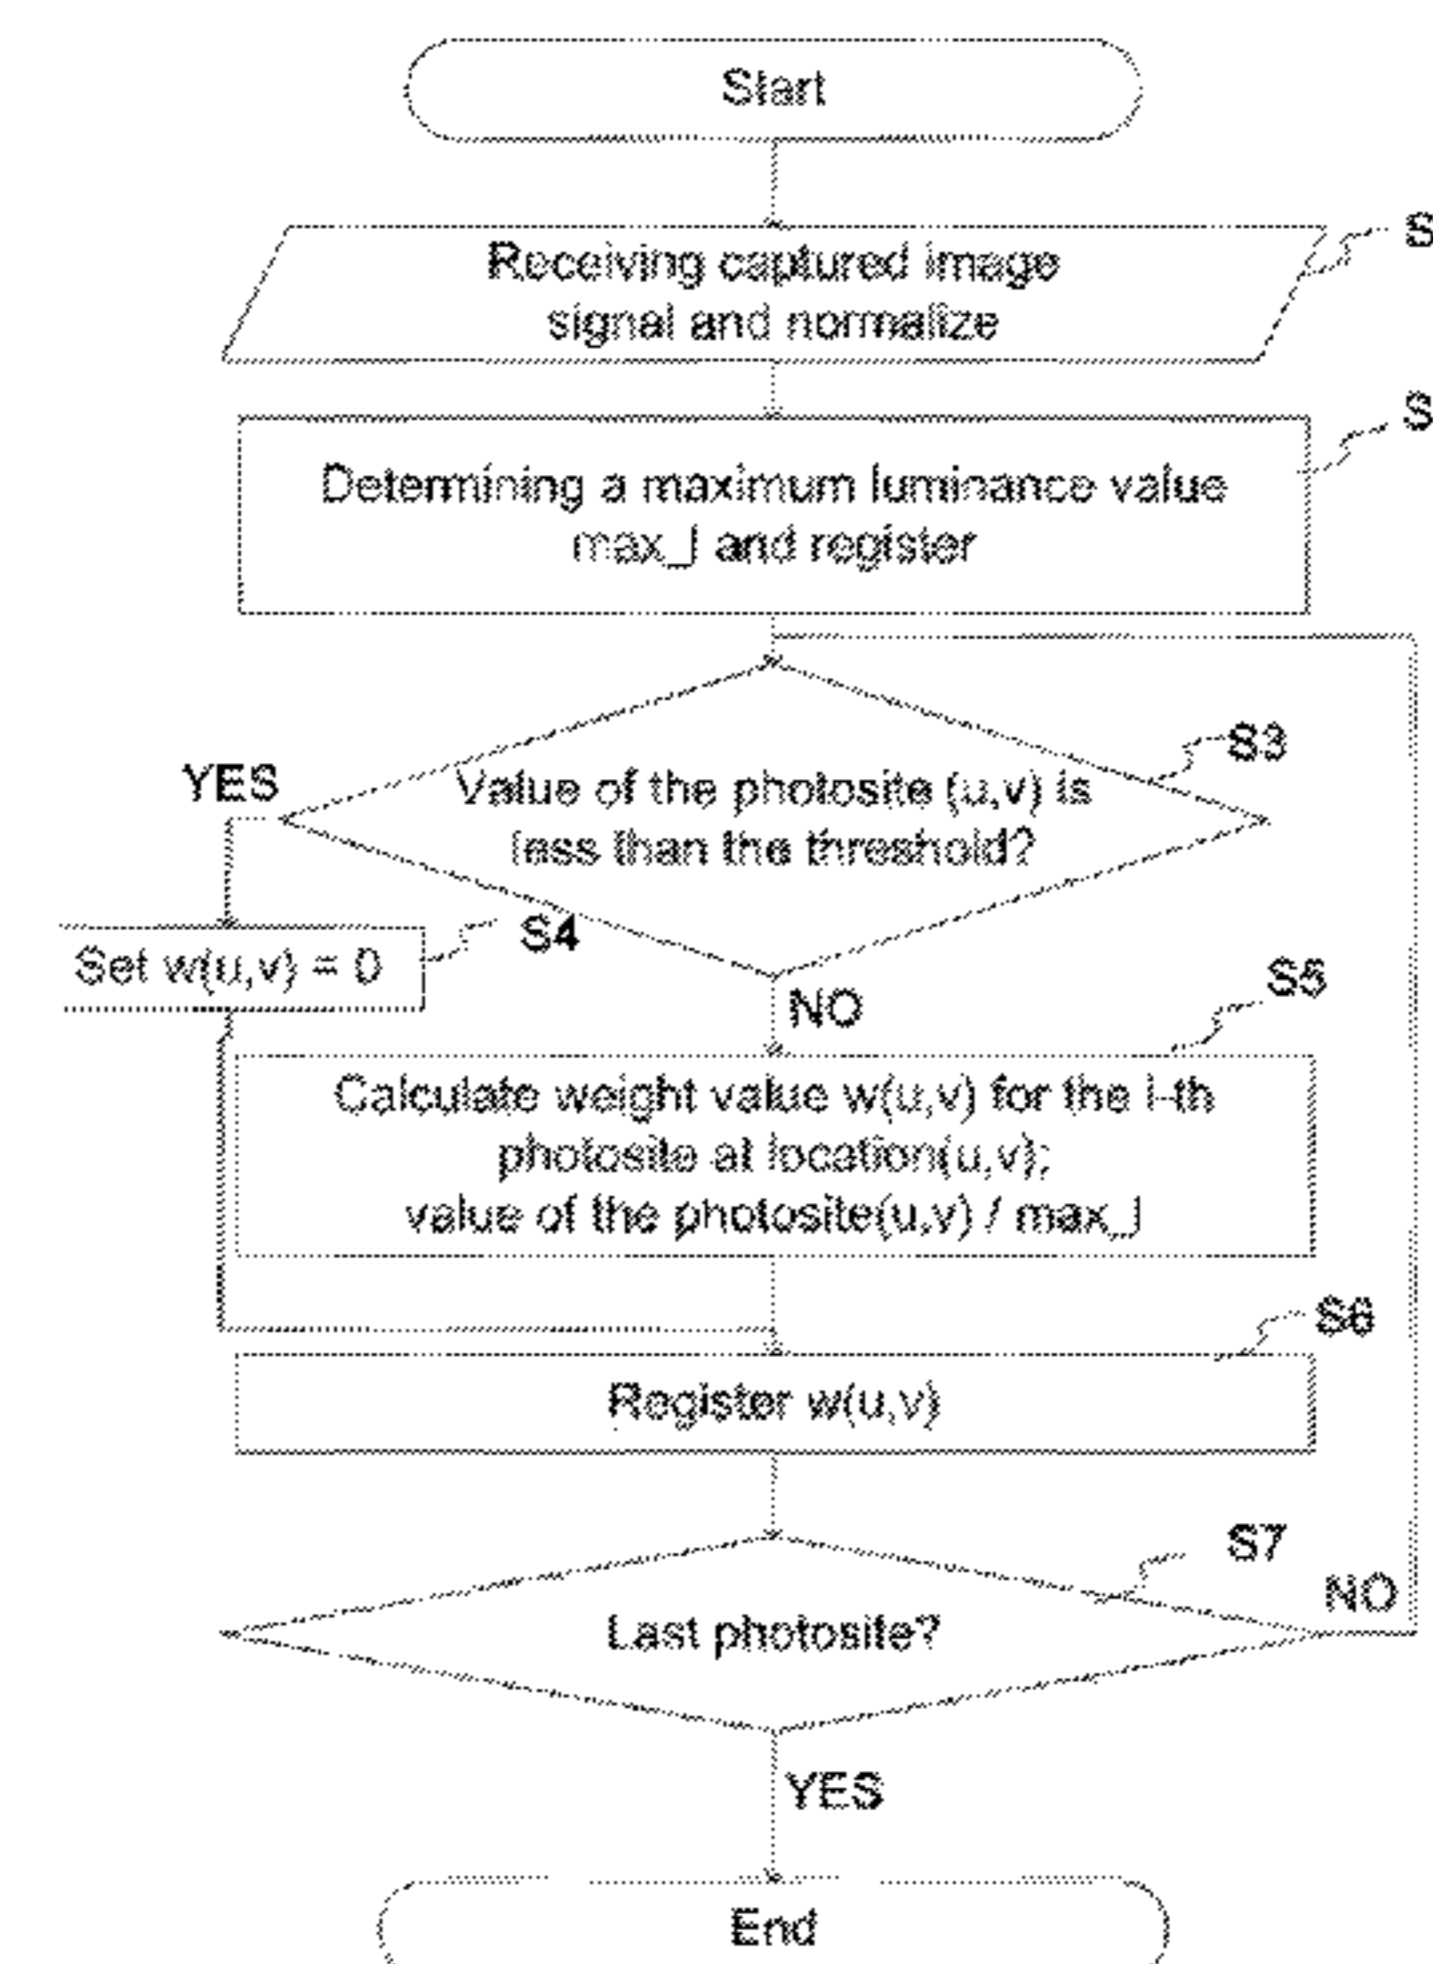 Start
Receiving captured image
signal and normalize
S
Determining a maximum luminance value
max_l and register
S
S3
YES
Value of the photosite (u,v) is
less than the threshold?
S4
Set w(u,v) = 0
NO
S5
Calculate weight value w(u,v) for the i-th
photosite at location(u,v);
value of the photosite(u,v) / max_l
S6
Register w(u,v)
S7
Last photosite?
NO
YES
End